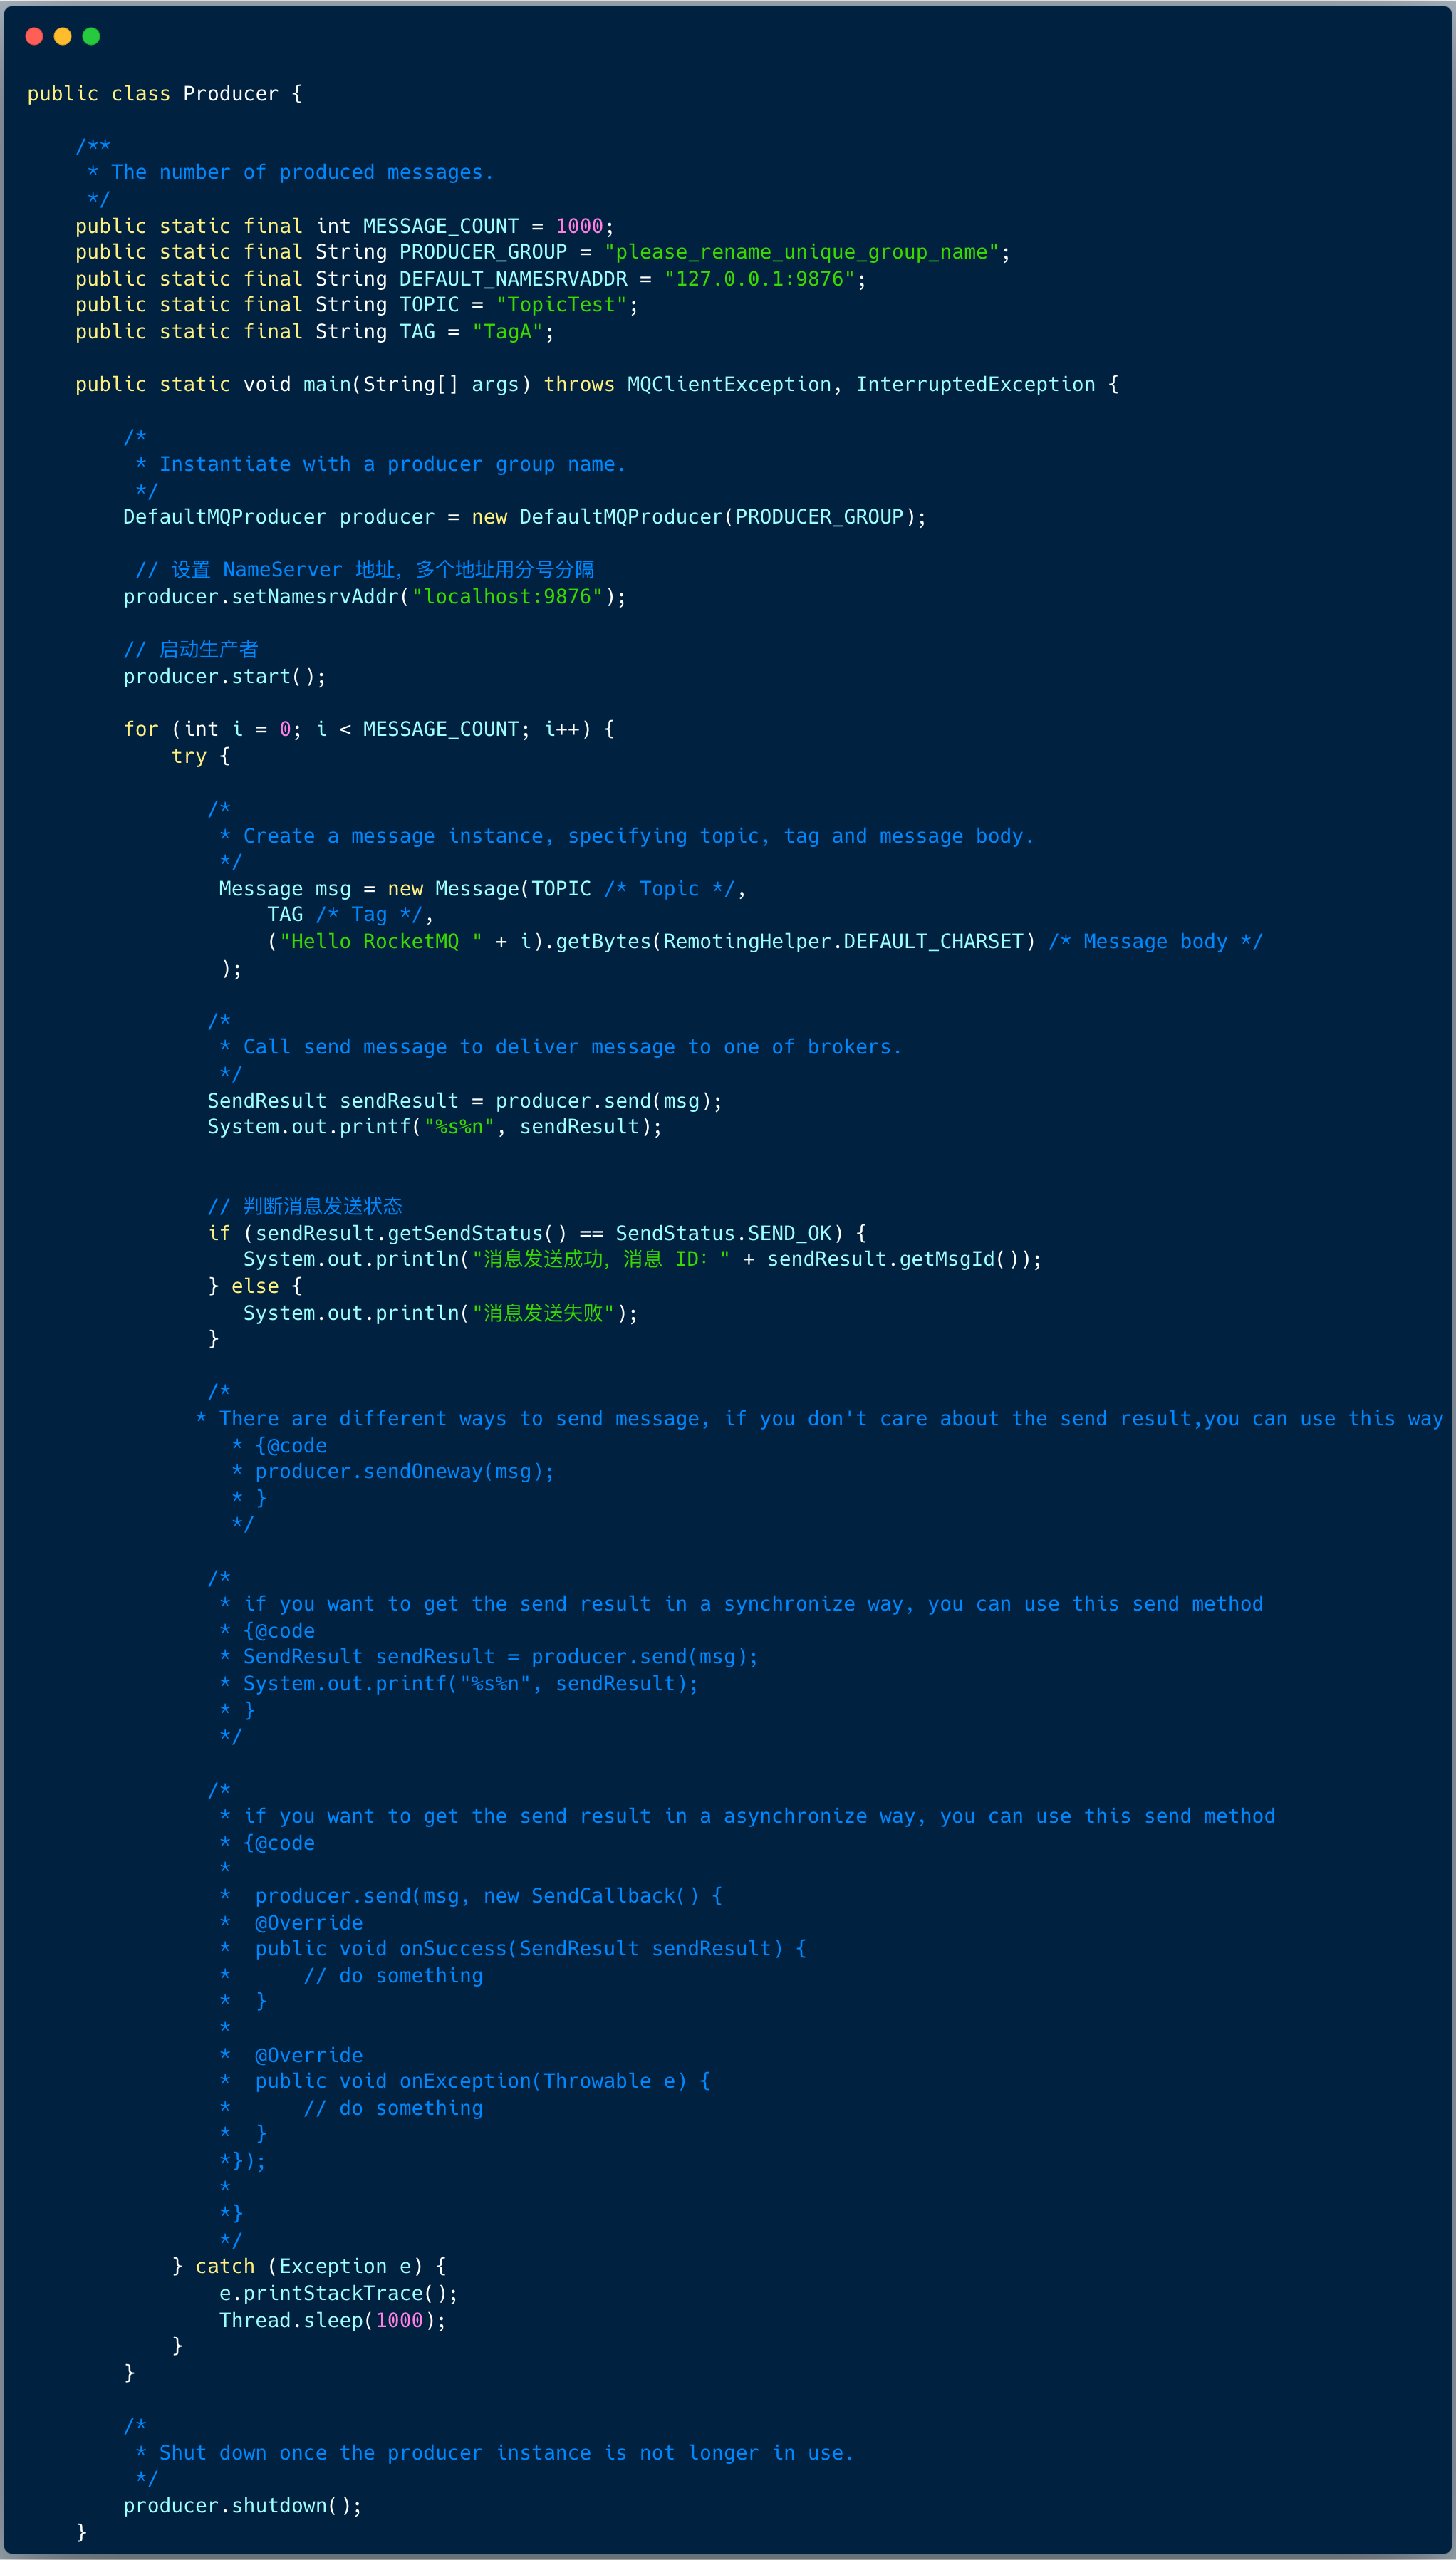 public class Producer {
/**
* The number of produced messages.
*/
public static final int MESSAGE_COUNT = 1000;
public static final String PRODUCER_GROUP = "please_rename_unique_group_name";
public static final String DEFAULT_NAMESRVADDR = "127.0.0.1:9876";
public static final String TOPIC = "TopicTest";
public static final String TAG = "TagA";
public static void main(String[] args) throws MQClientException, InterruptedException {
/*
* Instantiate with a producer group name.
*/
DefaultMQProducer producer = new DefaultMQProducer(PRODUCER_GROUP);
// 设置 NameServer 地址，多个地址用分号分隔
producer.setNamesrvAddr("localhost:9876");
// 启动生产者
producer.start();
for (int i = 0; i < MESSAGE_COUNT; i++) {
try {
/*
* Create a message instance, specifying topic, tag and message body.
*/
Message msg = new Message(TOPIC /* Topic */,
TAG /* Tag */,
("Hello RocketMQ " + i).getBytes(RemotingHelper.DEFAULT_CHARSET) /* Message body */
);
/*
* Call send message to deliver message to one of brokers.
*/
SendResult sendResult = producer.send(msg);
System.out.printf("%s%n", sendResult);
// 判断消息发送状态
if (sendResult.getSendStatus() == SendStatus.SEND_OK) {
System.out.println("消息发送成功，消息 ID：" + sendResult.getMsgId());
} else {
System.out.println("消息发送失败");
}
/*
* There are different ways to send message, if you don't care about the send result,you can use this way
* {@code
* producer.sendOneway(msg);
* }
*/
/*
* if you want to get the send result in a synchronize way, you can use this send method
* {@code
* SendResult sendResult = producer.send(msg);
* System.out.printf("%s%n", sendResult);
* }
*/
/*
* if you want to get the send result in a asynchronize way, you can use this send method
* {@code
*
*  producer.send(msg, new SendCallback() {
*  @Override
*  public void onSuccess(SendResult sendResult) {
*      // do something
*  }
*
*  @Override
*  public void onException(Throwable e) {
*      // do something
*  }
*});
*
*}
*/
} catch (Exception e) {
e.printStackTrace();
Thread.sleep(1000);
}
}
/*
* Shut down once the producer instance is not longer in use.
*/
producer.shutdown();
}